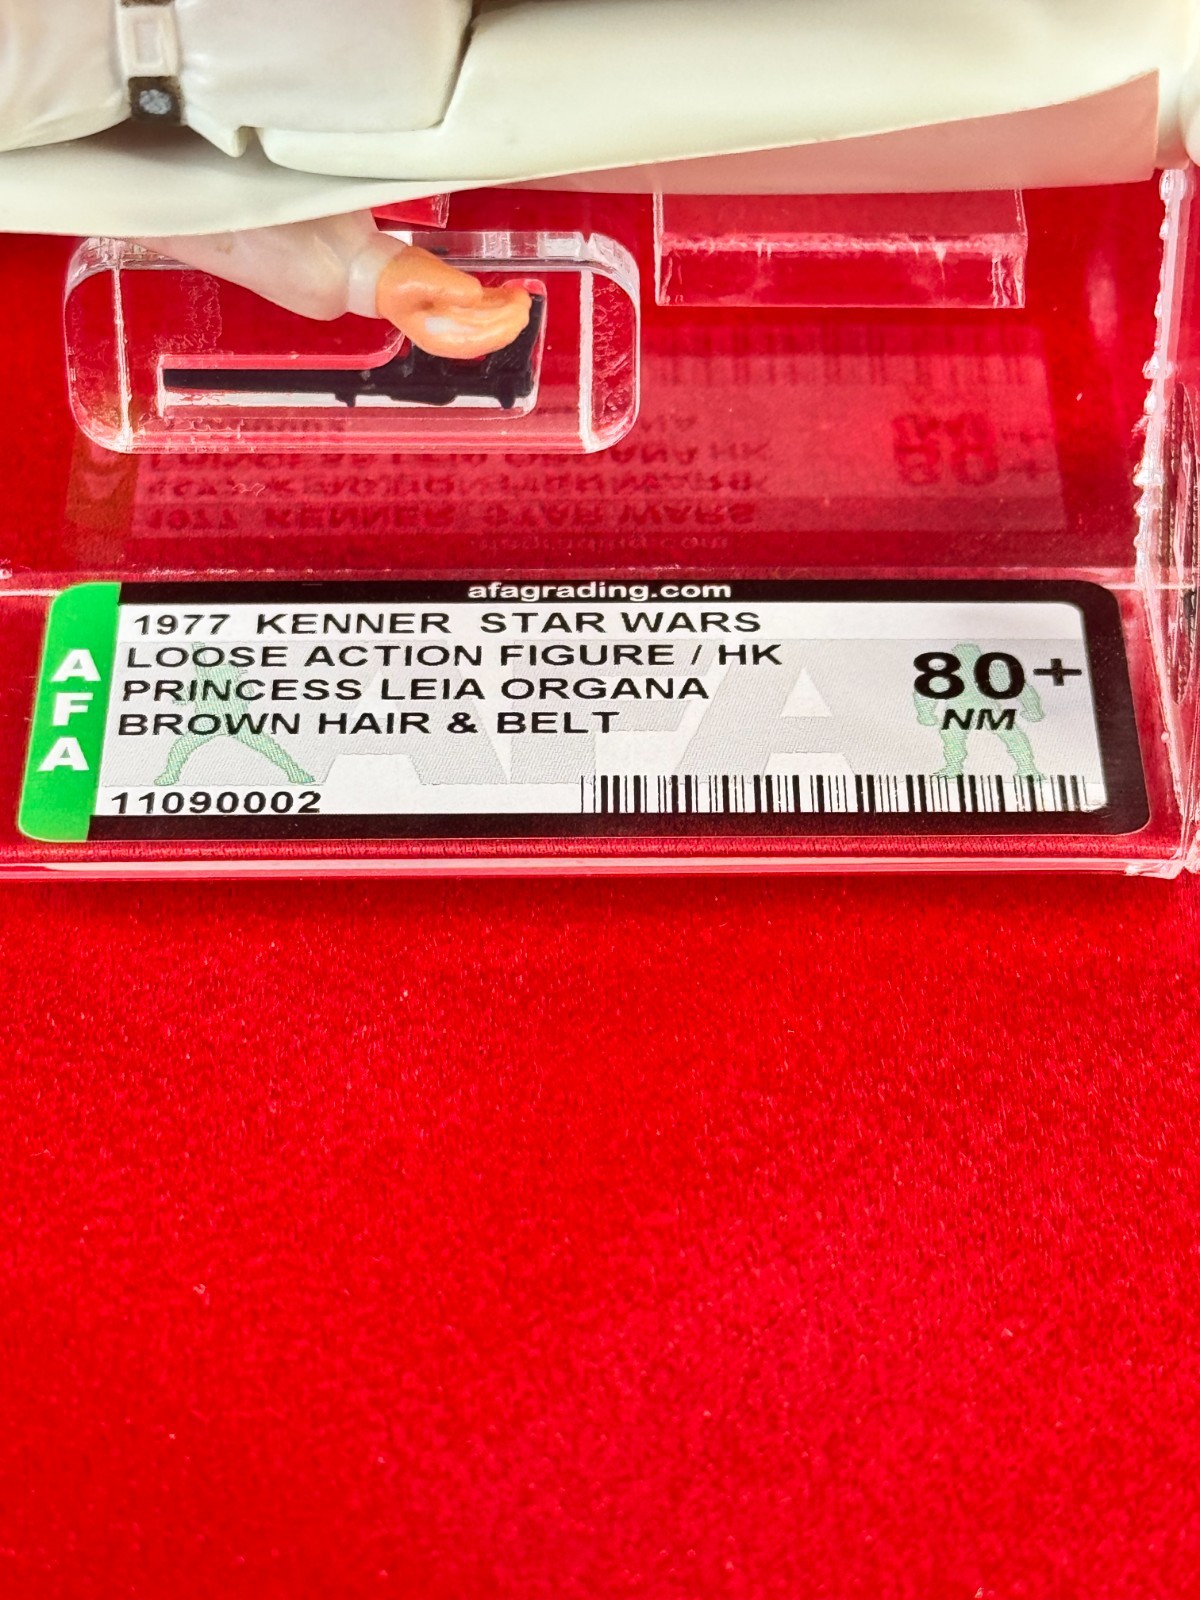 afagrading.com
AFA
1977 KENNER STAR WARS
LOOSE ACTION FIGURE / HK
PRINCESS LEIA ORGANA
BROWN HAIR & BELT
80+
NM
11090002